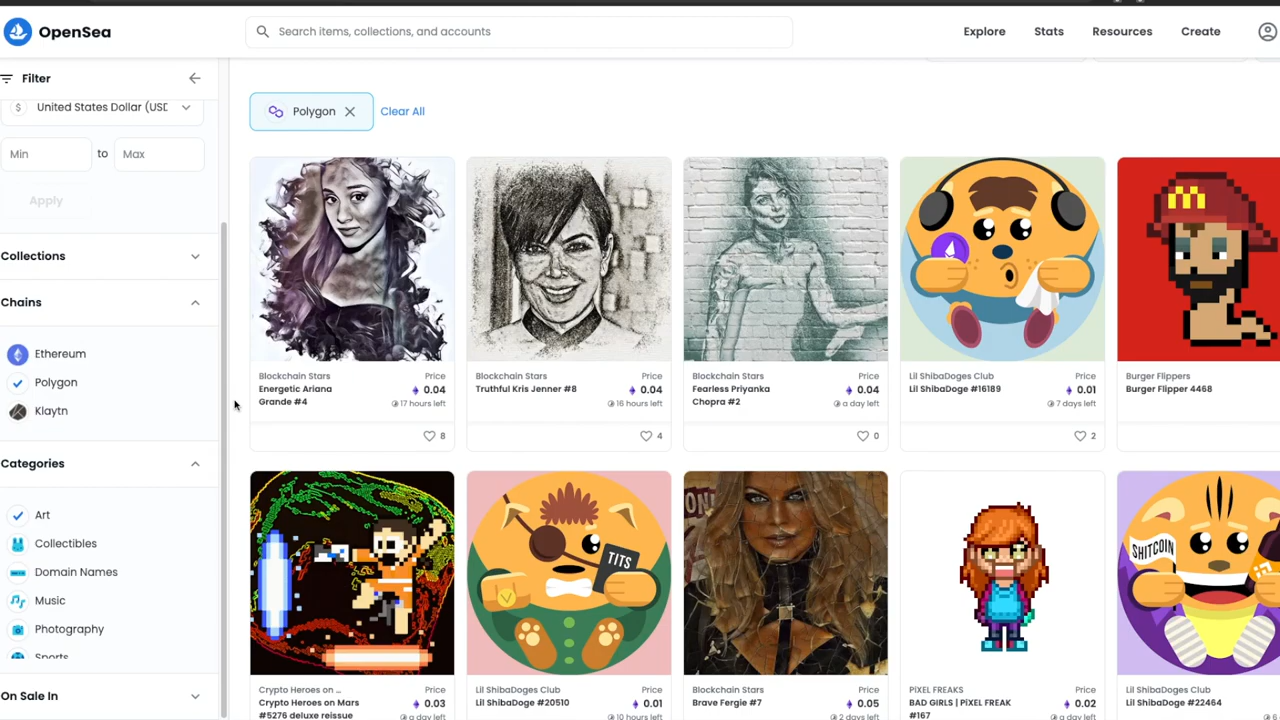 OpenSea
Search items, collections, and accounts
Explore
Stats
Resources
Create
Filter
$ United States Dollar (USD
Min
to
Max
Apply
Collections
Chains
Ethereum
Polygon
Klaytn
Categories
Art
Collectibles
Domain Names
Music
Photography
Sports
On Sale In
Polygon
Clear All
Blockchain Stars
Price
Energetic Ariana
Grande #4
0.04
17 hours left
8
Blockchain Stars
Price
Truthful Kris Jenner #8
0.04
16 hours left
4
Blockchain Stars
Price
Fearless Priyanka
Chopra #2
0.04
a day left
0
Lil ShibaDoges Club
Price
Lil ShibaDoge #16189
0.01
7 days left
2
Burger Flippers
Burger Flipper 4468
Crypto Heroes on ...
Price
Crypto Heroes on Mars
#5276 deluxe reissue
0.03
a day left
TITS
Lil ShibaDoges Club
Price
Lil ShibaDoge #20510
0.01
10 hours left
Blockchain Stars
Price
Brave Fergie #7
0.05
2 days left
PiXEL FREAKS
Price
BAD GIRLS | PiXEL FREAK
#167
0.02
a day left
SHITCOIN
Lil ShibaDoges Club
Lil ShibaDoge #22464